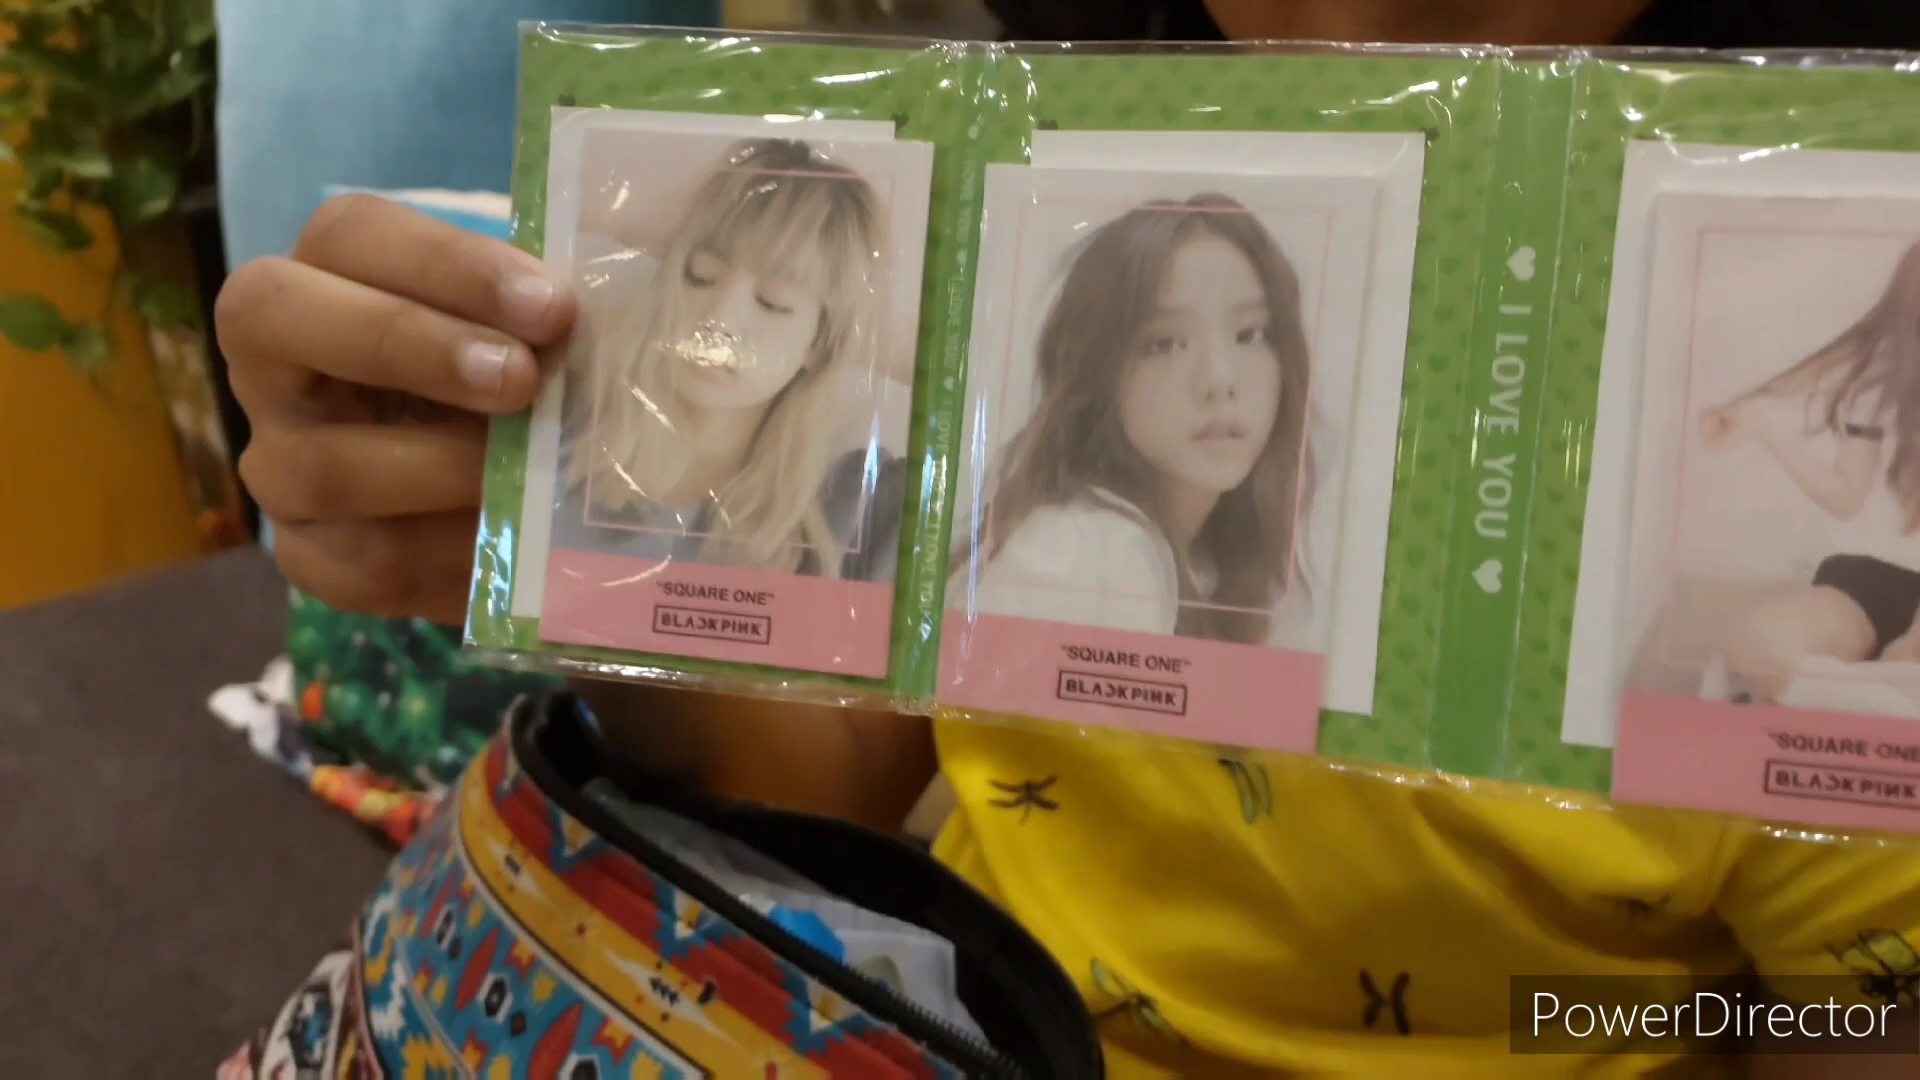 "SQUARE ONE"
BLACKPINK
"SQUARE ONE"
BLACKPINK
♥ I LOVE YOU ♥
"SQUARE ONE
BLACKPINK
PowerDirector